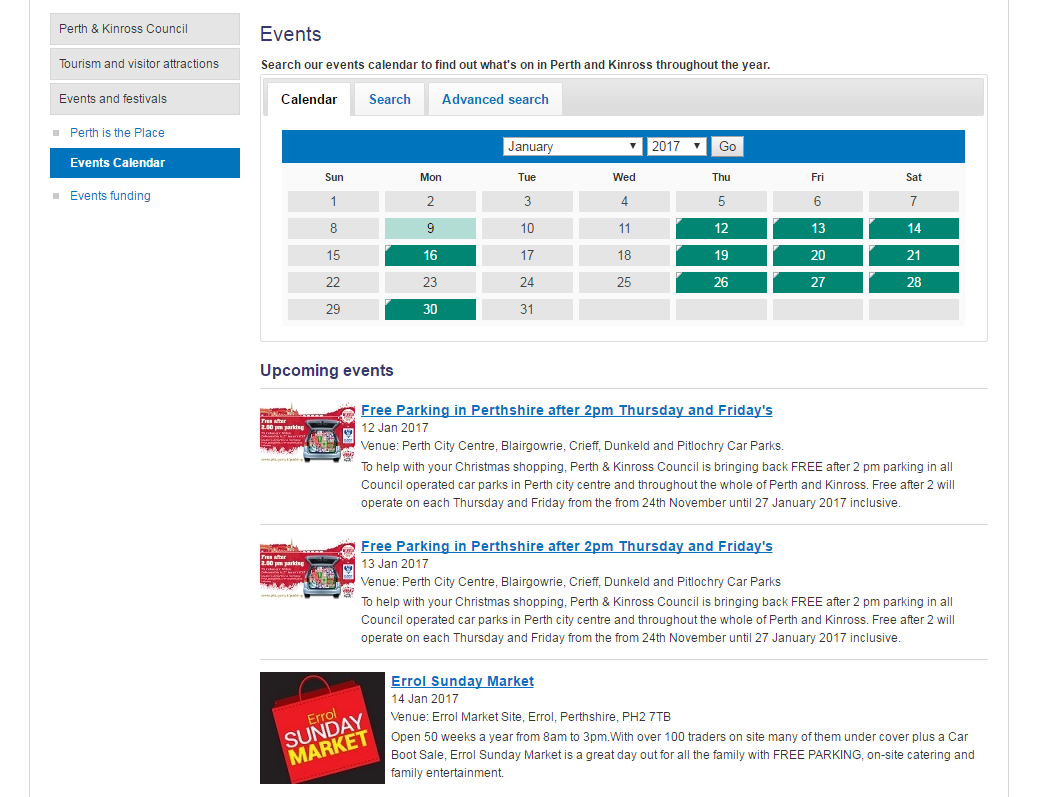 Perth & Kinross Council
Tourism and visitor attractions
Events and festivals
Perth is the Place
Events Calendar
Events funding
Events
Search our events calendar to find out what's on in Perth and Kinross throughout the year.
Calendar Search Advanced search
January 2017 Go
Sun Mon Tue Wed Thu Fri Sat
1 2 3 4 5 6 7
8 9 10 11 12 13 14
15 16 17 18 19 20 21
22 23 24 25 26 27 28
29 30 31
Upcoming events
Free after
2.00 pm parking
Free Parking in Perthshire after 2pm Thursday and Friday's
12 Jan 2017
Venue: Perth City Centre, Blairgowrie, Crieff, Dunkeld and Pitlochry Car Parks.
To help with your Christmas shopping, Perth & Kinross Council is bringing back FREE after 2 pm parking in all
Council operated car parks in Perth city centre and throughout the whole of Perth and Kinross. Free after 2 will
operate on each Thursday and Friday from the from 24th November until 27 January 2017 inclusive.
Free after
2.00 pm parking
Free Parking in Perthshire after 2pm Thursday and Friday's
13 Jan 2017
Venue: Perth City Centre, Blairgowrie, Crieff, Dunkeld and Pitlochry Car Parks
To help with your Christmas shopping, Perth & Kinross Council is bringing back FREE after 2 pm parking in all
Council operated car parks in Perth city centre and throughout the whole of Perth and Kinross. Free after 2 will
operate on each Thursday and Friday from the from 24th November until 27 January 2017 inclusive.
Errol
SUNDAY
MARKET
Errol Sunday Market
14 Jan 2017
Venue: Errol Market Site, Errol, Perthshire, PH2 7TB
Open 50 weeks a year from 8am to 3pm.With over 100 traders on site many of them under cover plus a Car
Boot Sale, Errol Sunday Market is a great day out for all the family with FREE PARKING, on-site catering and
family entertainment.